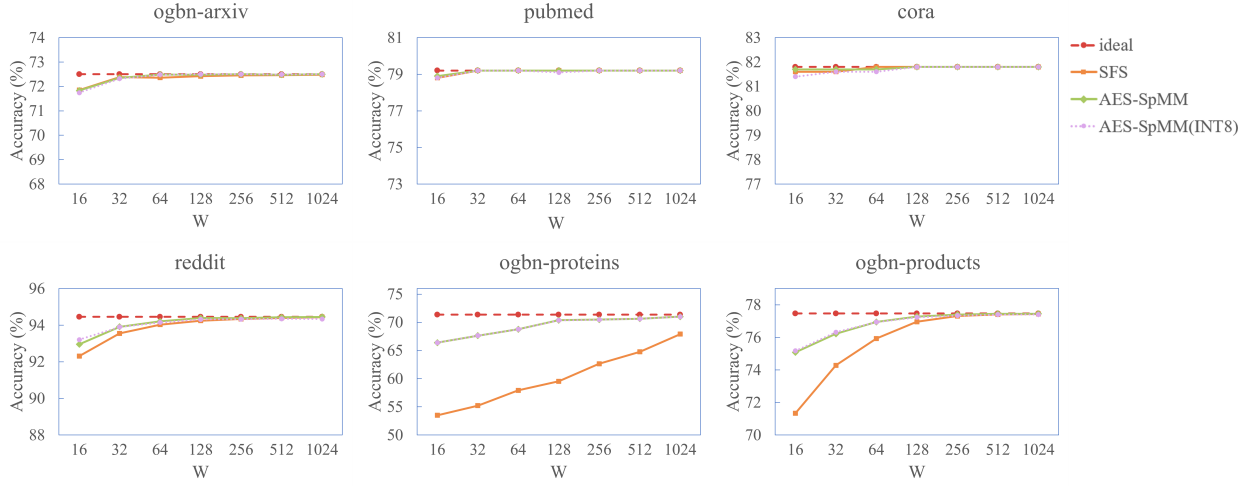 ogbn-arxiv
Accuracy (%)
74
73
72
71
70
69
68
16 32 64 128 256 512 1024
W
pubmed
Accuracy (%)
81
79
77
75
73
16 32 64 128 256 512 1024
W
cora
Accuracy (%)
83
82
81
80
79
78
77
16 32 64 128 256 512 1024
W
ideal
SFS
AES-SpMM
AES-SpMM(INT8)
reddit
Accuracy (%)
96
94
92
90
88
16 32 64 128 256 512 1024
W
ogbn-proteins
Accuracy (%)
75
70
65
60
55
50
16 32 64 128 256 512 1024
W
ogbn-products
Accuracy (%)
78
76
74
72
70
16 32 64 128 256 512 1024
W